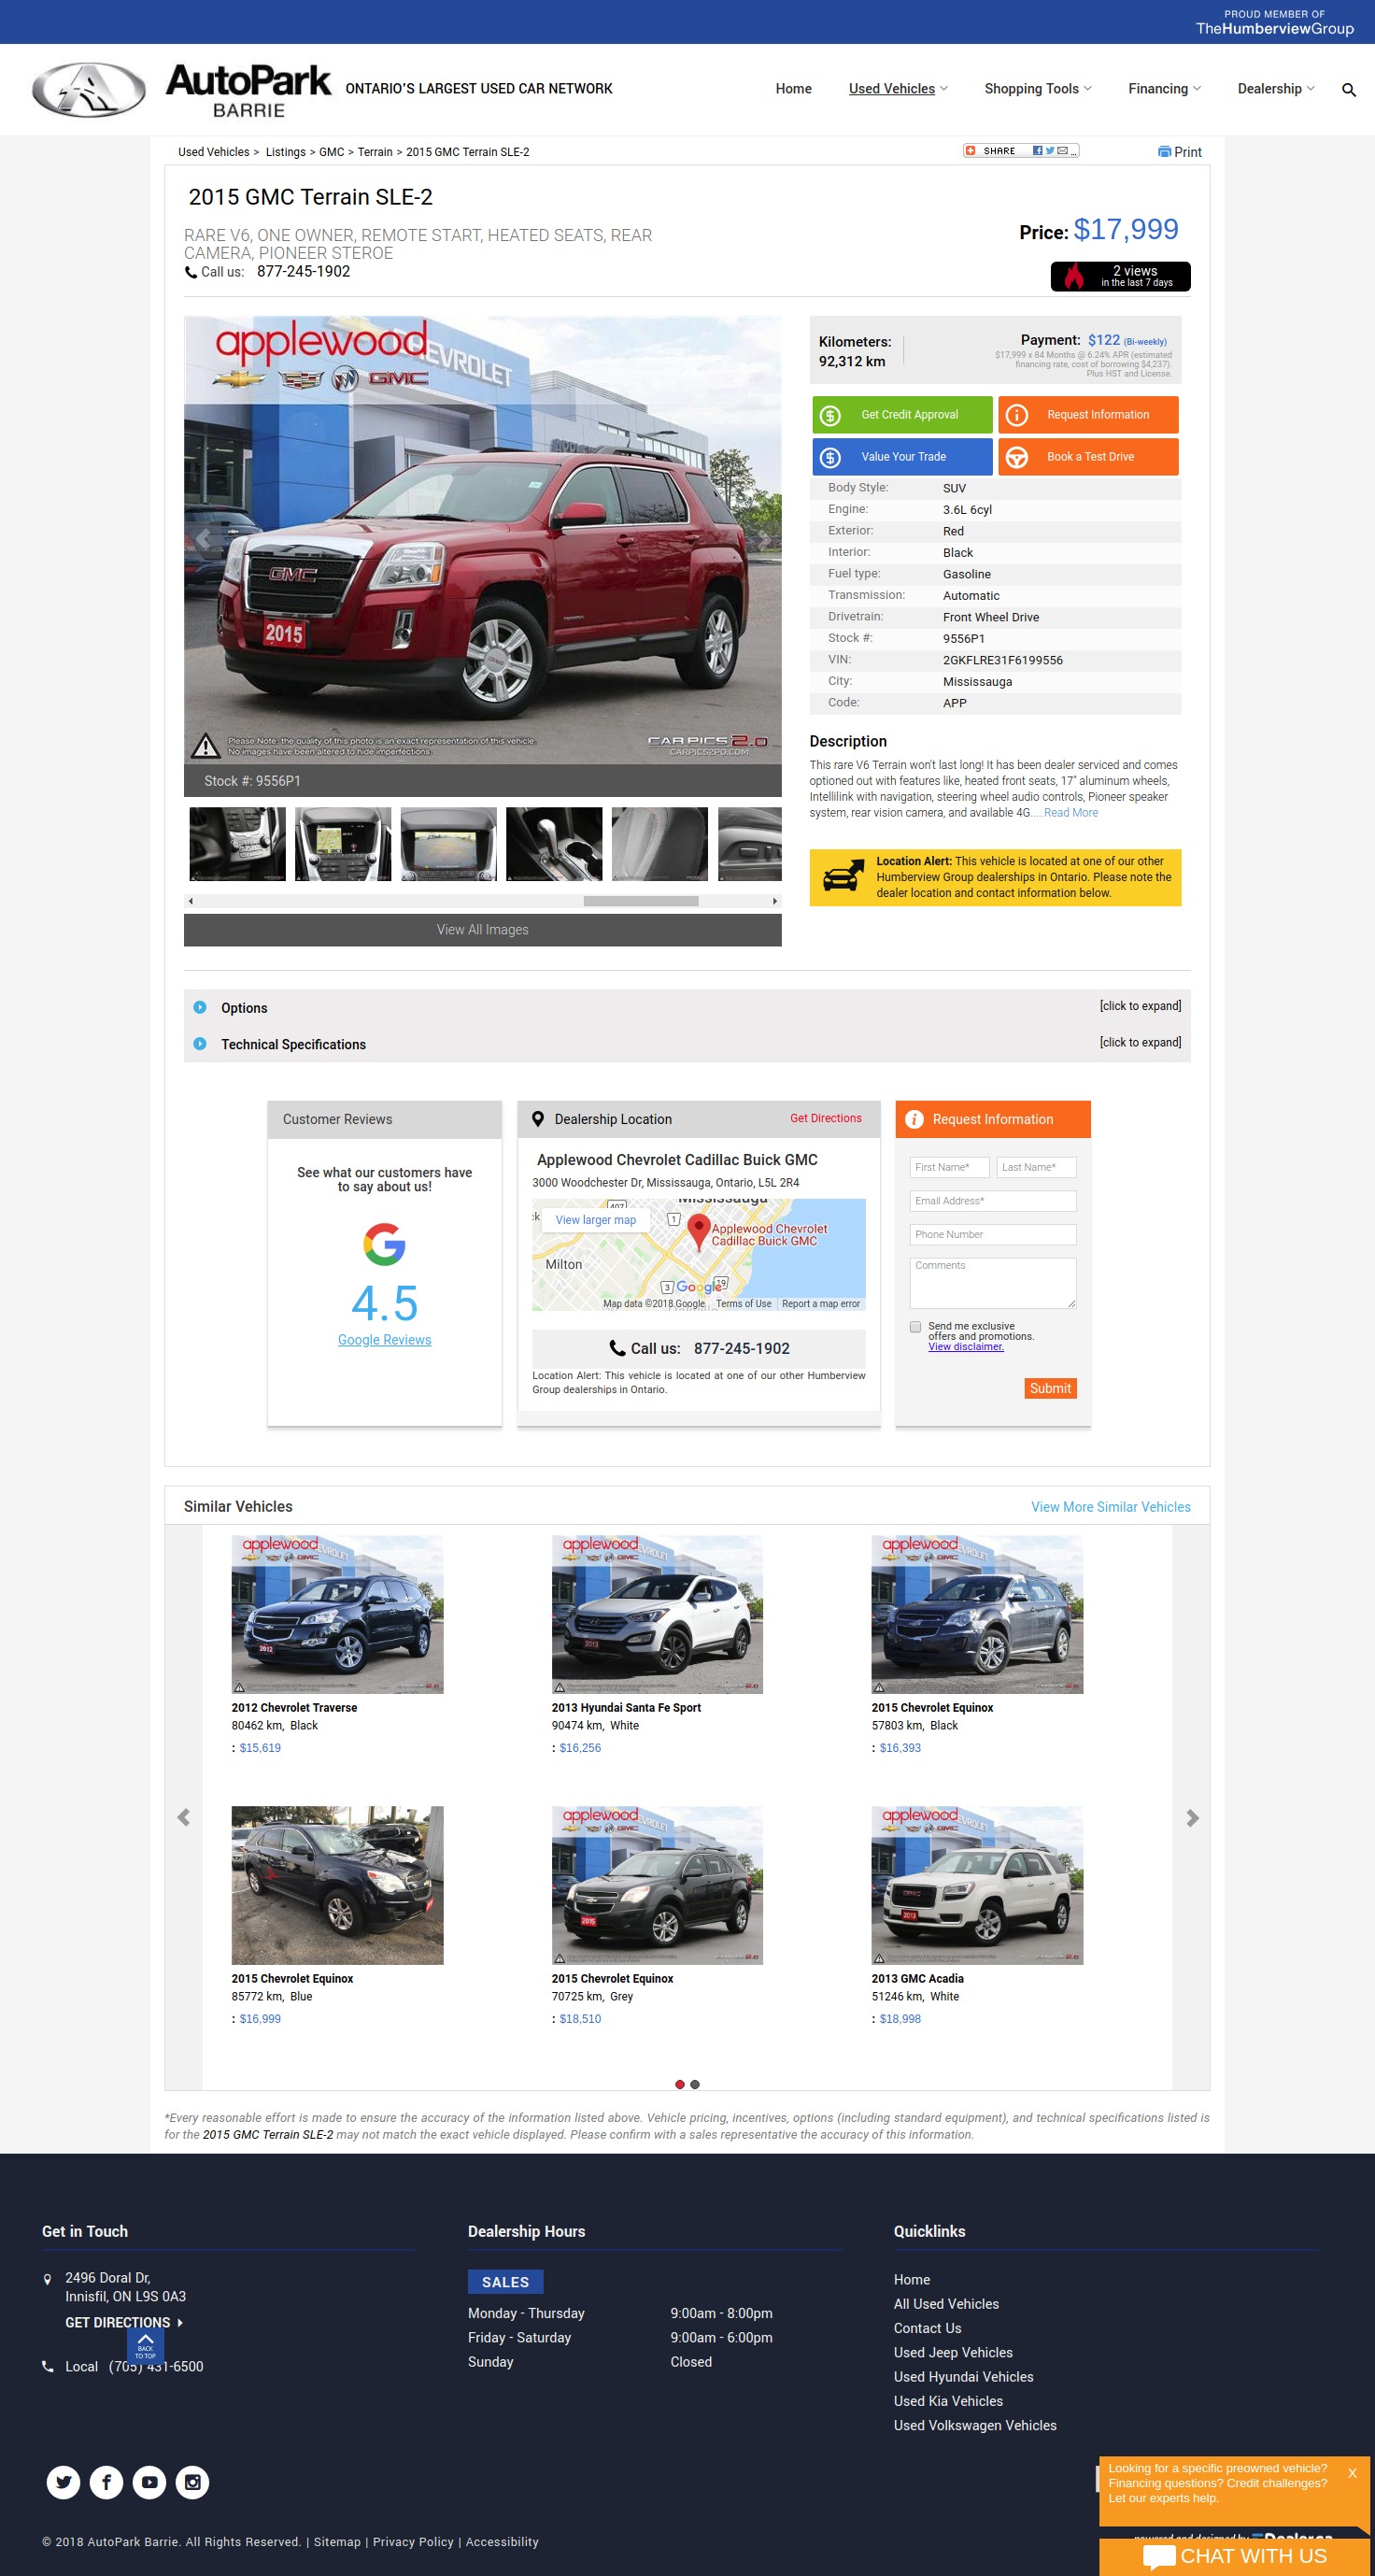 PROUD MEMBER OF
TheHumberviewGroup
AutoPark
BARRIE
ONTARIO'S LARGEST USED CAR NETWORK
Home
Used Vehicles
Shopping Tools
Financing
Dealership
Used Vehicles > Listings > GMC > Terrain > 2015 GMC Terrain SLE-2
SHARE
...
Print
2015 GMC Terrain SLE-2
RARE V6, ONE OWNER, REMOTE START, HEATED SEATS, REAR
CAMERA, PIONEER STEROE
Call us: 877-245-1902
Price: $17,999
2 views
in the last 7 days
applewood
GMC
CHEVROLET
GMC
2015
Please Note: the quality of this photo is an exact representation of this vehicle.
No images have been altered to hide imperfections.
CARPICS2.0
CARPICS2P0.COM
Stock #: 9556P1
View All Images
Kilometers:
92,312 km
Payment: $122 (Bi-weekly)
$17,999 x 84 Months @ 6.24% APR (estimated
financing rate, cost of borrowing $4,237).
Plus HST and License.
Get Credit Approval
Request Information
Value Your Trade
Book a Test Drive
Body Style: SUV
Engine: 3.6L 6cyl
Exterior: Red
Interior: Black
Fuel type: Gasoline
Transmission: Automatic
Drivetrain: Front Wheel Drive
Stock #: 9556P1
VIN: 2GKFLRE31F6199556
City: Mississauga
Code: APP
Description
This rare V6 Terrain won't last long! It has been dealer serviced and comes
optioned out with features like, heated front seats, 17" aluminum wheels,
Intellilink with navigation, steering wheel audio controls, Pioneer speaker
system, rear vision camera, and available 4G.....Read More
Location Alert: This vehicle is located at one of our other
Humberview Group dealerships in Ontario. Please note the
dealer location and contact information below.
Options
[click to expand]
Technical Specifications
[click to expand]
Customer Reviews
See what our customers have
to say about us!
4.5
Google Reviews
Dealership Location
Get Directions
Applewood Chevrolet Cadillac Buick GMC
3000 Woodchester Dr, Mississauga, Ontario, L5L 2R4
Mississauga
407
View larger map
1
Applewood Chevrolet
Cadillac Buick GMC
Milton
3
Google
19
Map data ©2018 Google
Terms of Use
Report a map error
Call us: 877-245-1902
Location Alert: This vehicle is located at one of our other Humberview
Group dealerships in Ontario.
Request Information
First Name*
Last Name*
Email Address*
Phone Number
Comments
Send me exclusive
offers and promotions.
View disclaimer.
Submit
Similar Vehicles
View More Similar Vehicles
applewood
2012
applewood
2013
applewood
2012 Chevrolet Traverse
80462 km, Black
: $15,619
2013 Hyundai Santa Fe Sport
90474 km, White
: $16,256
2015 Chevrolet Equinox
57803 km, Black
: $16,393
applewood
2015
applewood
2013
2015 Chevrolet Equinox
85772 km, Blue
: $16,999
2015 Chevrolet Equinox
70725 km, Grey
: $18,510
2013 GMC Acadia
51246 km, White
: $18,998
*Every reasonable effort is made to ensure the accuracy of the information listed above. Vehicle pricing, incentives, options (including standard equipment), and technical specifications listed is
for the 2015 GMC Terrain SLE-2 may not match the exact vehicle displayed. Please confirm with a sales representative the accuracy of this information.
Get in Touch
2496 Doral Dr,
Innisfil, ON L9S 0A3
GET DIRECTIONS
BACK
TO TOP
Local (705) 431-6500
Dealership Hours
SALES
Monday - Thursday 9:00am - 8:00pm
Friday - Saturday 9:00am - 6:00pm
Sunday Closed
Quicklinks
Home
All Used Vehicles
Contact Us
Used Jeep Vehicles
Used Hyundai Vehicles
Used Kia Vehicles
Used Volkswagen Vehicles
Looking for a specific preowned vehicle?
Financing questions? Credit challenges?
Let our experts help.
X
CHAT WITH US
© 2018 AutoPark Barrie. All Rights Reserved. | Sitemap | Privacy Policy | Accessibility